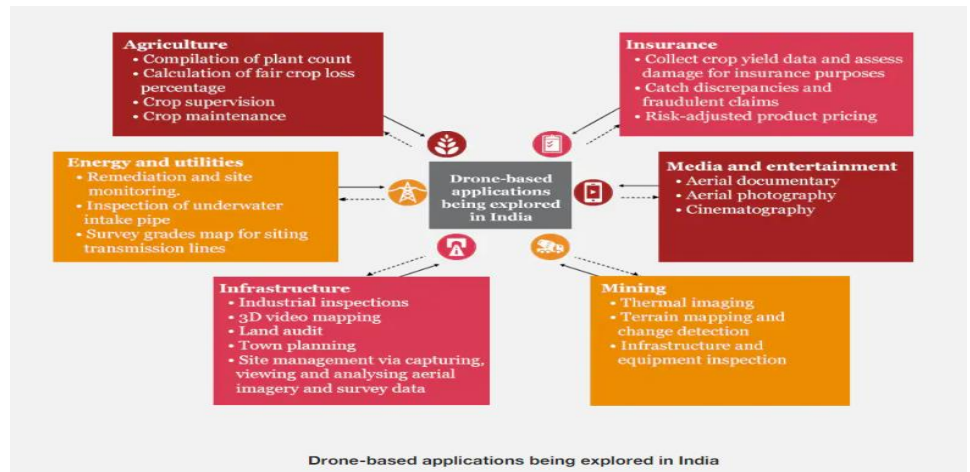 Agriculture
• Compilation of plant count
• Calculation of fair crop loss
percentage
• Crop supervision
• Crop maintenance
Insurance
• Collect crop yield data and assess
damage for insurance purposes
• Catch discrepancies and
fraudulent claims
• Risk-adjusted product pricing
Energy and utilities
• Remediation and site
monitoring.
• Inspection of underwater
intake pipe
• Survey grades map for siting
transmission lines
Drone-based
applications
being explored
in India
Media and entertainment
• Aerial documentary
• Aerial photography
• Cinematography
Infrastructure
• Industrial inspections
• 3D video mapping
• Land audit
• Town planning
• Site management via capturing,
viewing and analysing aerial
imagery and survey data
Mining
• Thermal imaging
• Terrain mapping and
change detection
• Infrastructure and
equipment inspection
Drone-based applications being explored in India